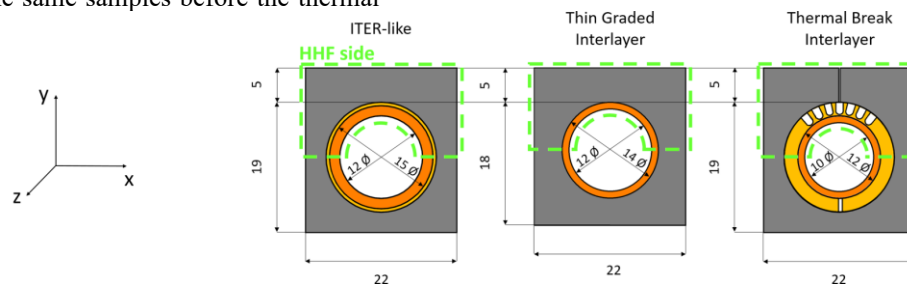 e same samples before the thermal
ITER-like
Thin Graded
Interlayer
Thermal Break
Interlayer
HHF side
y
x
z
5
19
12 Ø
15 Ø
22
5
18
12 Ø
14 Ø
22
5
19
10 Ø
12 Ø
22